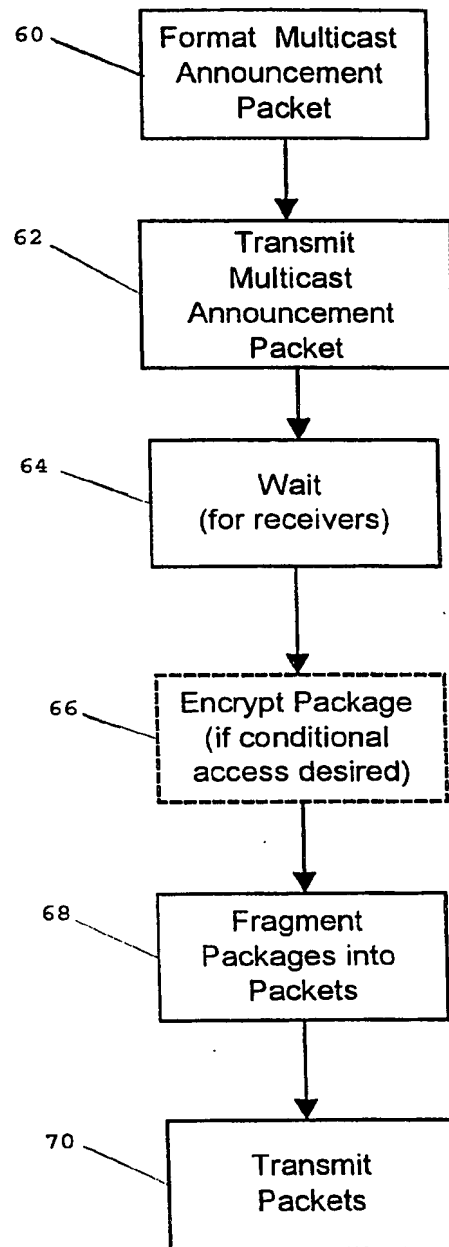 60
Format Multicast
Announcement
Packet
62
Transmit
Multicast
Announcement
Packet
64
Wait
(for receivers)
66
Encrypt Package
(if conditional
access desired)
68
Fragment
Packages into
Packets
70
Transmit
Packets